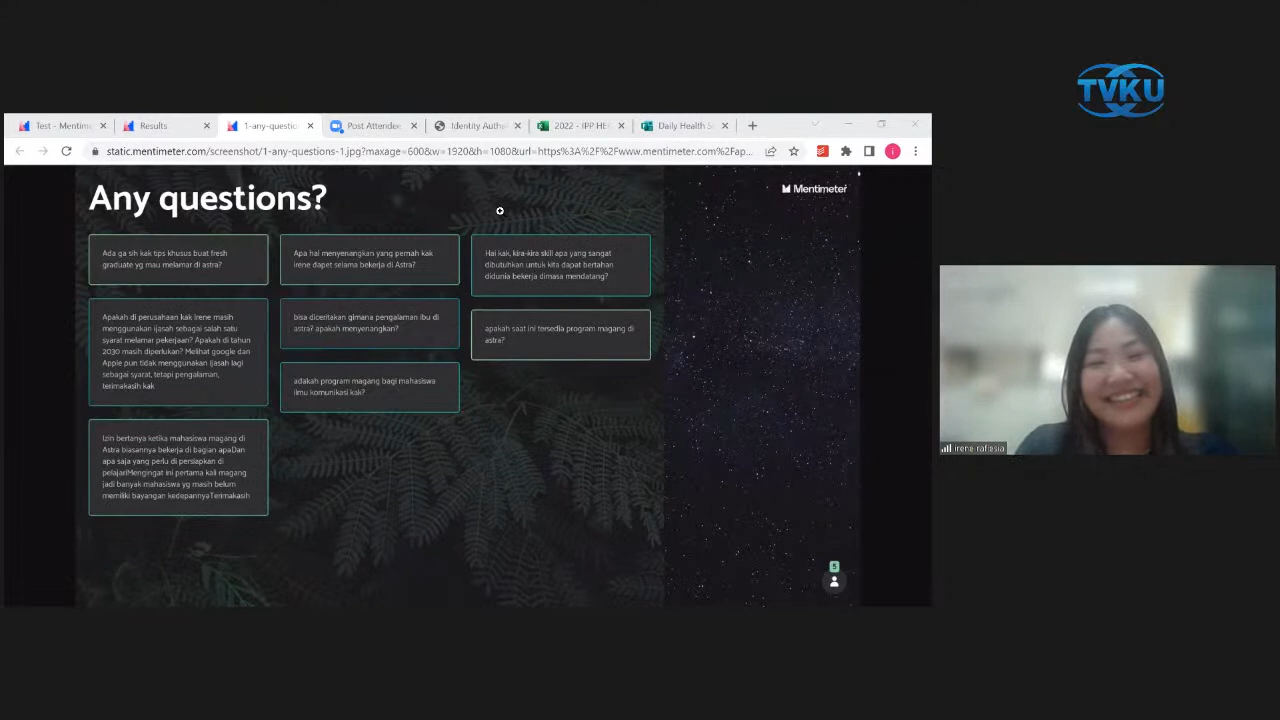 TVKU
Test - Mentime
Results
1-any-questio
Post Attendee
Identity Authe
2022 - IPP HE
Daily Health S
static.mentimeter.com/screenshot/1-any-questions-1.jpg?maxage=600&w=1920&h=1080&url=https%3A%2F%2Fwww.mentimeter.com%2Fap...
i
Any questions?
Mentimeter
Ada ga sih kak tips khusus buat fresh
graduate yg mau melamar di astra?
Apakah di perusahaan kak Irene masih
menggunakan ijasah sebagai salah satu
syarat melamar pekerjaan? Apakah di tahun
2030 masih diperlukan? Melihat google dan
Apple pun tidak menggunakan ijasah lagi
sebagai syarat, tetapi pengalaman,
terimakasih kak
Izin bertanya ketika mahasiswa magang di
Astra biasannya bekerja di bagian apaDan
apa saja yang perlu di persiapkan di
pelajariMengingat ini pertama kali magang
jadi banyak mahasiswa yg masih belum
memiliki bayangan kedepannyaTerimakasih
Apa hal menyenangkan yang pernah kak
irene dapet selama bekerja di Astra?
bisa diceritakan gimana pengalaman ibu di
astra? apakah menyenangkan?
adakah program magang bagi mahasiswa
ilmu komunikasi kak?
Hai kak, kira-kira skill apa yang sangat
dibutuhkan untuk kita dapat bertahan
didunia bekerja dimasa mendatang?
apakah saat ini tersedia program magang di
astra?
5
irene raflesia